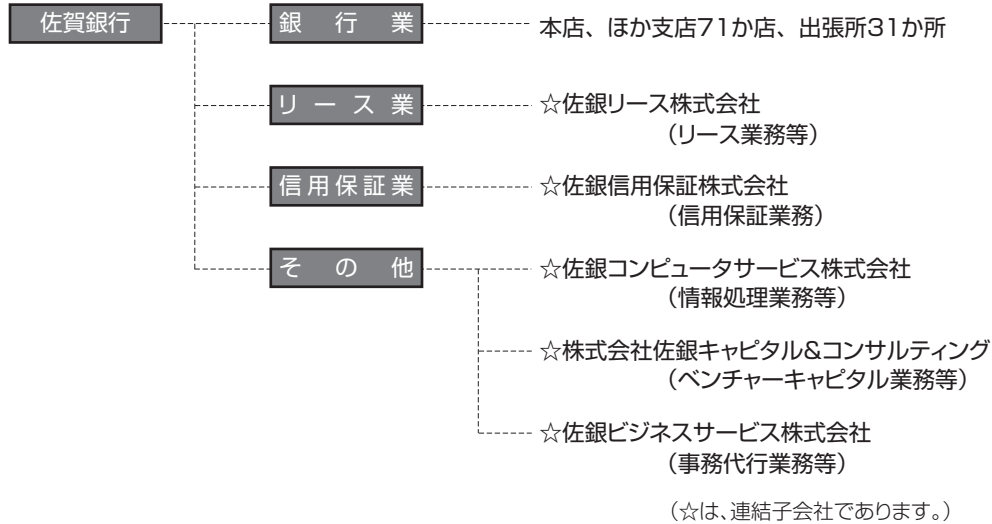 佐賀銀行
銀行業
本店、ほか支店71か店、出張所31か所
リース業
☆佐銀リース株式会社
（リース業務等）
信用保証業
☆佐銀信用保証株式会社
（信用保証業務）
その他
☆佐銀コンピュータサービス株式会社
（情報処理業務等）
☆株式会社佐銀キャピタル&コンサルティング
（ベンチャーキャピタル業務等）
☆佐銀ビジネスサービス株式会社
（事務代行業務等）
（☆は、連結子会社であります。）